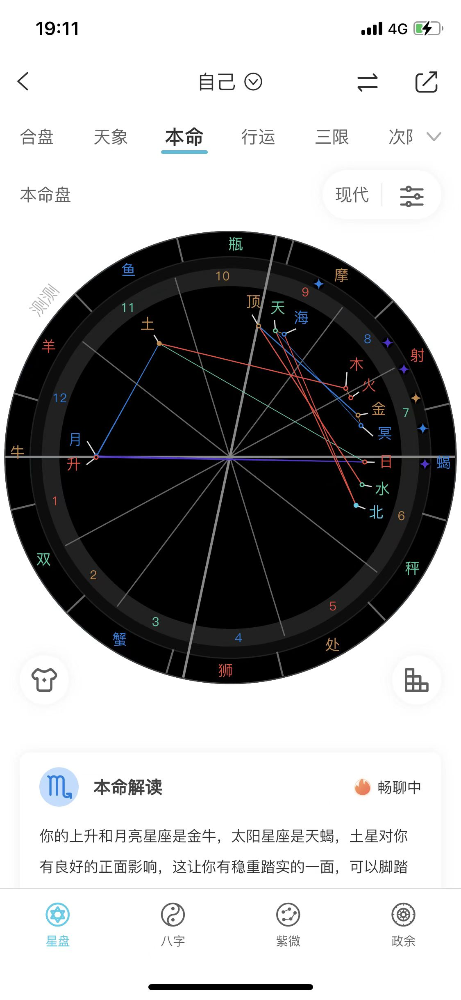 19:11
4G
自己
合盘 天象 本命 行运 三限 次阝
本命盘
现代
瓶
鱼
摩
10
9
顶
天
海
11
测测
土
8
羊
射
木
火
12
金
7
冥
月
牛
升
日
蝎
水
1
北
6
双
秤
2
5
3
4
蟹
处
狮
本命解读
畅聊中
你的上升和月亮星座是金牛，太阳星座是天蝎，土星对你
有良好的正面影响，这让你有稳重踏实的一面，可以脚踏
星盘 八字 紫微 政余